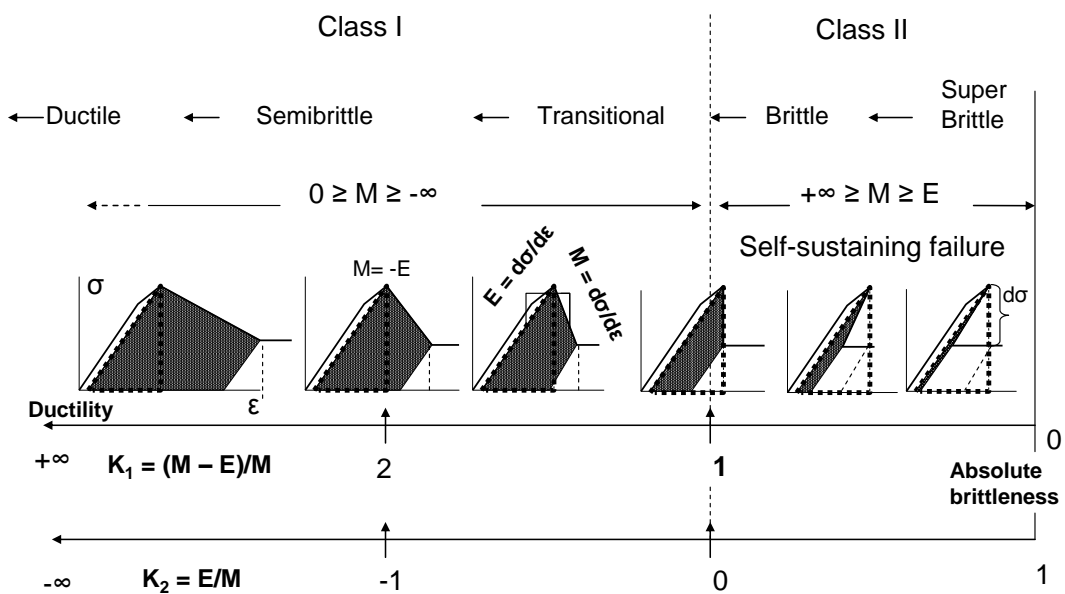 Class I
Class II
Ductile
Semibrittle
Transitional
Brittle
Super
Brittle
0 ≥ M ≥ -∞
+∞ ≥ M ≥ E
Self-sustaining failure
σ
M= -E
E = dσ/dε
M = dσ/dε
dσ
ε
Ductility
+∞
K₁ = (M – E)/M
2
1
0
Absolute
brittleness
-∞
K₂ = E/M
-1
0
1